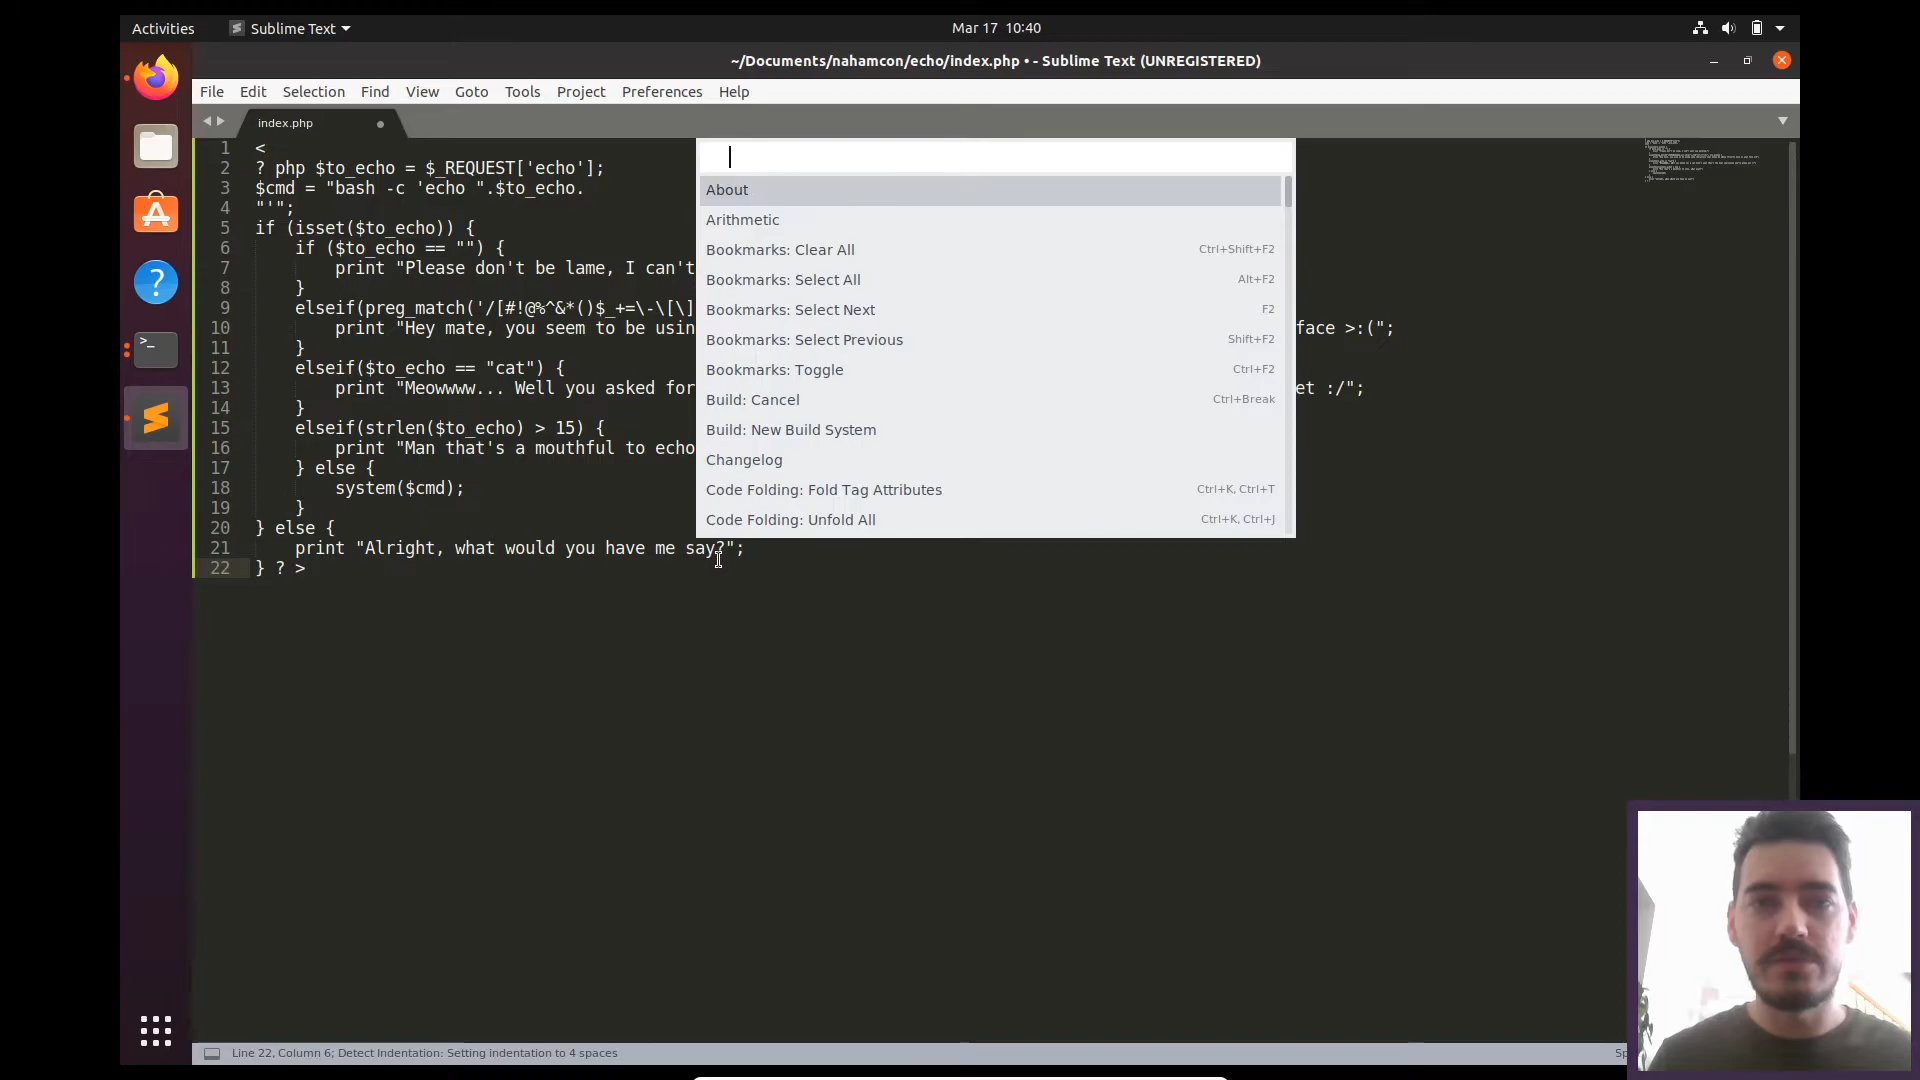 Activities
Sublime Text
Mar 17 10:40
~/Documents/nahamcon/echo/index.php • - Sublime Text (UNREGISTERED)
File Edit Selection Find View Goto Tools Project Preferences Help
index.php
1 <
2 ? php $to_echo = $_REQUEST['echo'];
3 $cmd = "bash -c 'echo ".$to_echo.
4 "'";
5 if (isset($to_echo)) {
6 if ($to_echo == "") {
7 print "Please don't be lame, I can't
8 }
9 elseif(preg_match('/[#!@%^&*()$_+=\-\[\]
10 print "Hey mate, you seem to be usin face >:(";
11 }
12 elseif($to_echo == "cat") {
13 print "Meowwww... Well you asked for et :/";
14 }
15 elseif(strlen($to_echo) > 15) {
16 print "Man that's a mouthful to echo
17 } else {
18 system($cmd);
19 }
20 } else {
21 print "Alright, what would you have me say?";
22 } ? >
About
Arithmetic
Bookmarks: Clear All Ctrl+Shift+F2
Bookmarks: Select All Alt+F2
Bookmarks: Select Next F2
Bookmarks: Select Previous Shift+F2
Bookmarks: Toggle Ctrl+F2
Build: Cancel Ctrl+Break
Build: New Build System
Changelog
Code Folding: Fold Tag Attributes Ctrl+K, Ctrl+T
Code Folding: Unfold All Ctrl+K, Ctrl+J
Line 22, Column 6; Detect Indentation: Setting indentation to 4 spaces